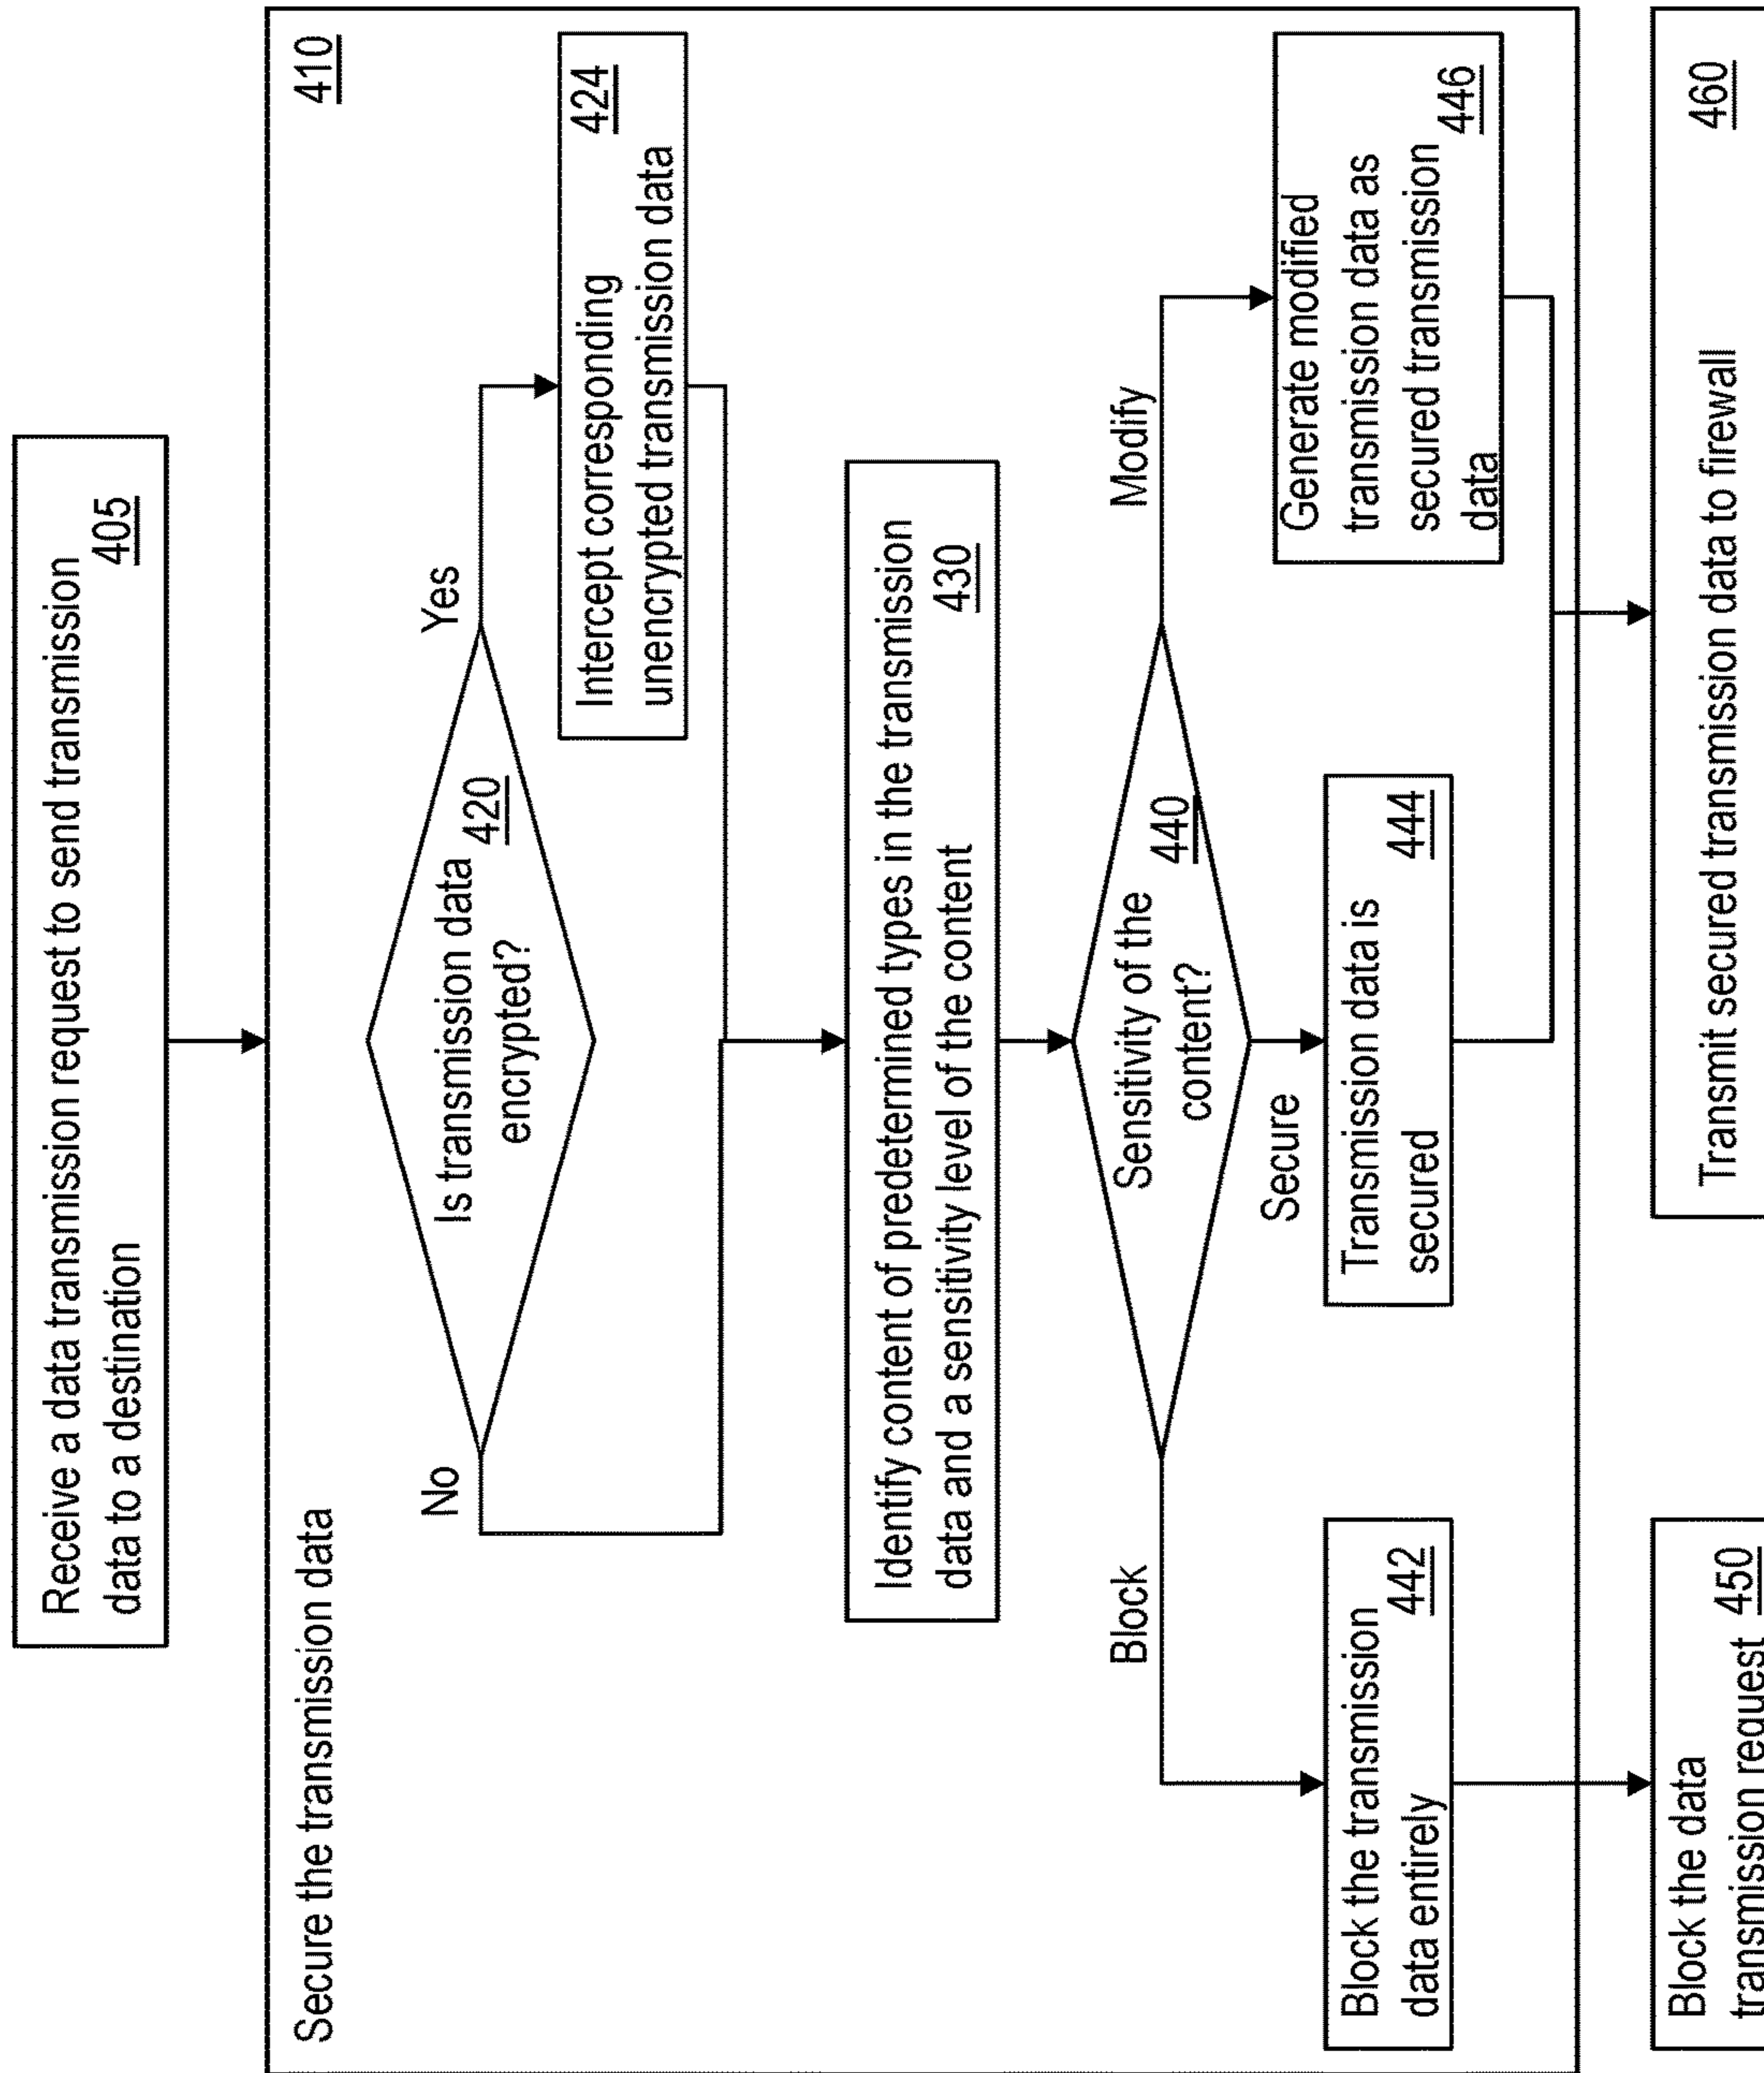 Receive a data transmission request to send transmission
data to a destination
405
Secure the transmission data
410
Is transmission data
420
encrypted?
No
Yes
Intercept corresponding
424
unencrypted transmission data
Identify content of predetermined types in the transmission
data and a sensitivity level of the content
430
Sensitivity of the
440
content?
Block
Secure
Modify
Block the transmission
data entirely
442
Transmission data is
secured
444
Generate modified
transmission data as
secured transmission
data
446
Block the data
transmission request 450
Transmit secured transmission data to firewall
460